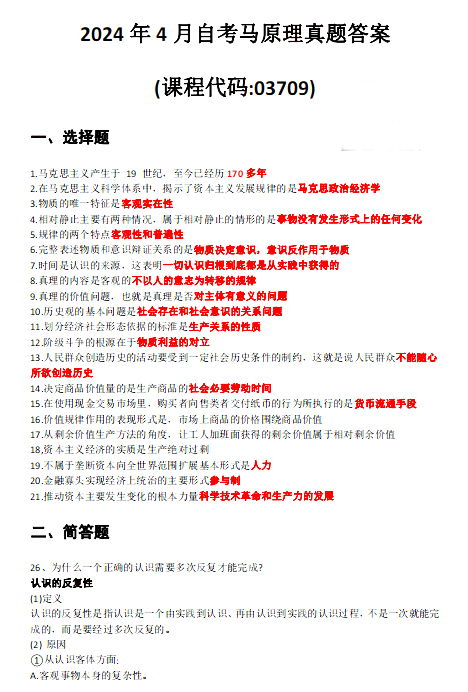 2024 年 4 月自考马原理真题答案
(课程代码:03709)
一、选择题
1.马克思主义产生于 19 世纪，至今已经历 170 多年
2.在马克思主义科学体系中，揭示了资本主义发展规律的是马克思政治经济学
3.物质的唯一特征是客观实在性
4.相对静止主要有两种情况，属于相对静止的情形的是事物没有发生形式上的任何变化
5.规律的两个特点客观性和普遍性
6.完整表述物质和意识辩证关系的是物质决定意识，意识反作用于物质
7.时间是认识的来源，这表明一切认识归根到底都是从实践中获得的
8.真理的内容是客观的不以人的意志为转移的规律
9.真理的价值问题，也就是真理是否对主体有意义的问题
10.历史观的基本问题是社会存在和社会意识的关系问题
11.划分经济社会形态依据的标准是生产关系的性质
12.阶级斗争的根源在于物质利益的对立
13.人民群众创造历史的活动要受到一定社会历史条件的制约，这就是说人民群众不能随心
所欲创造历史
14.决定商品价值量的是生产商品的社会必要劳动时间
15.在使用现金交易市场里，购买者向售类者交付纸币的行为所执行的是货币流通手段
16.价值规律作用的表现形式是，市场上商品的价格围绕商品价值
17.从剩余价值生产方法的角度，让工人加班面获得的剩余价值属于相对剩余价值
18,资本主义经济的实质是生产绝对过剩
19.不属于垄断资本向全世界范围扩展基本形式是人力
20.金融寡头实现经济上统治的主要形式参与制
21.推动资本主要发生变化的根本力量科学技术革命和生产力的发展
二、简答题
26、为什么一个正确的认识需要多次反复才能完成?
认识的反复性
(1)定义
认识的反复性是指认识是一个由实践到认识、再由认识到实践的认识过程，不是一次就能完
成的，而是要经过多次反复的。
(2) 原因
①从认识客体方面:
A.客观事物本身的复杂性。